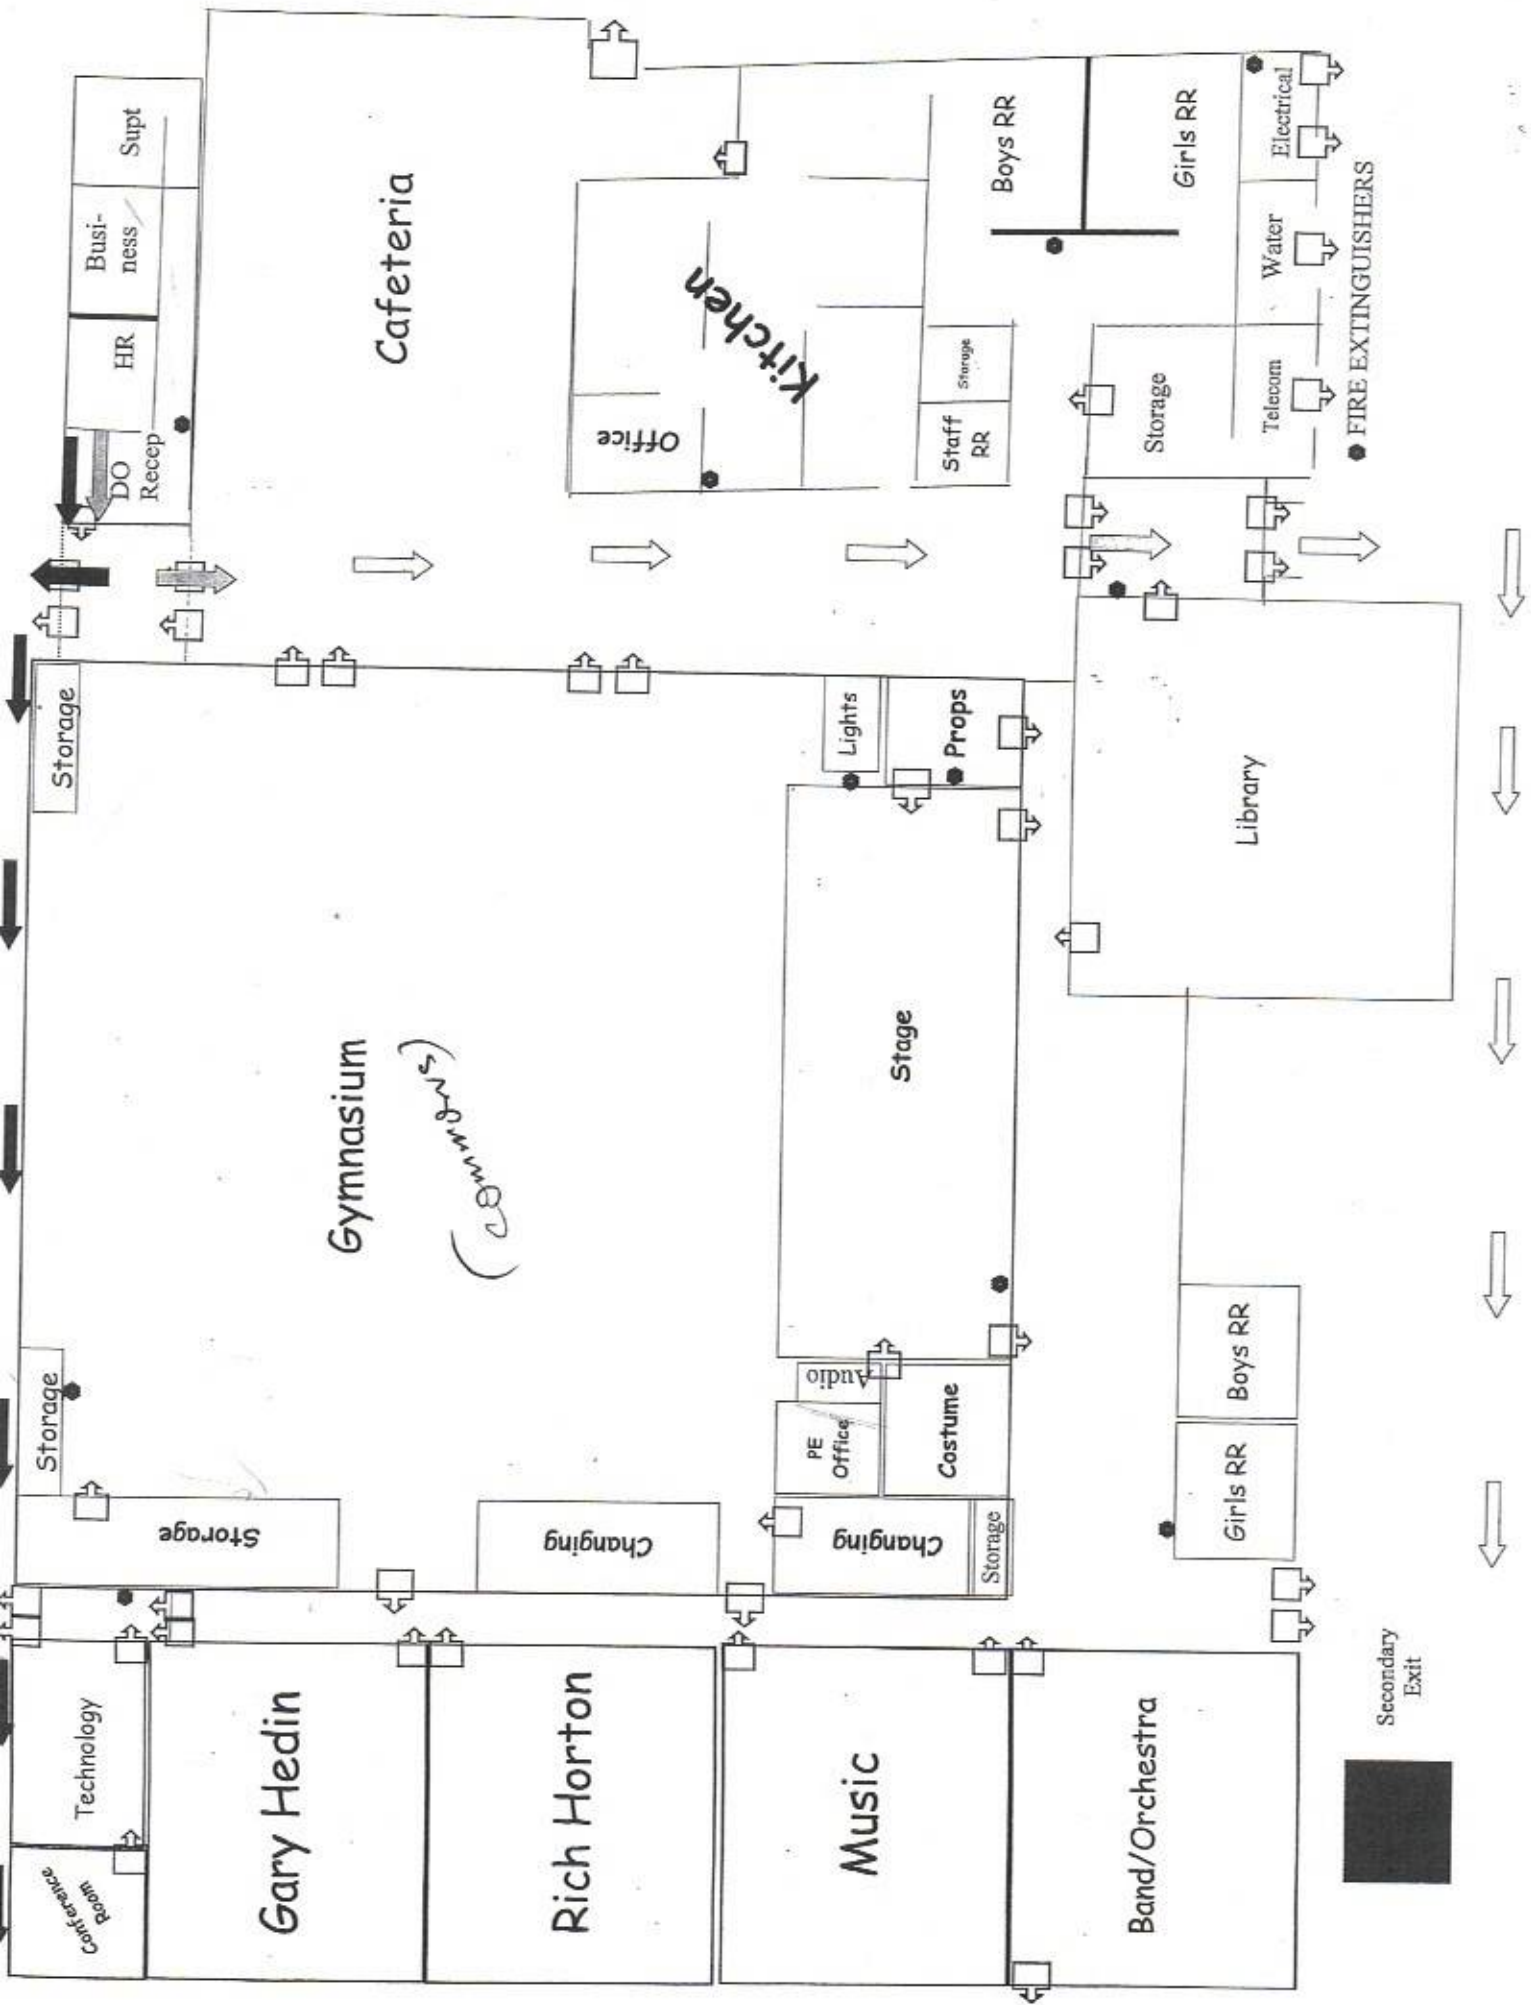 Conference
Room
Technology
Storage
Storage
DO
Recep
HR
Busi-
ness
Supt
Gary Hedin
Storage
Gymnasium
(commons)
Cafeteria
Rich Horton
Changing
Office
Kitchen
Music
Changing
Storage
PE
Office
Audio
Costume
Stage
Lights
Props
Staff
RR
Storage
Boys RR
Band/Orchestra
Girls RR
Boys RR
Library
Storage
Girls RR
Telecom
Water
Electrical
Secondary
Exit
FIRE EXTINGUISHERS